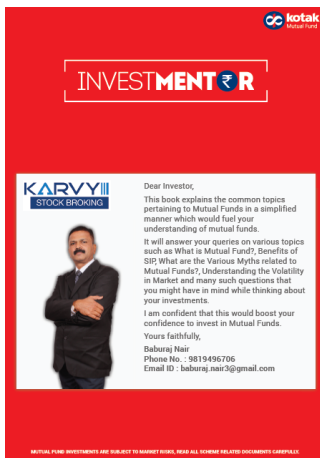 kotak
Mutual Fund
INVESTMENT₹R
KARVY
STOCK BROKING
Dear Investor,
This book explains the common topics
pertaining to Mutual Funds in a simplified
manner which would fuel your
understanding of mutual funds.
It will answer your queries on various topics
such as What is Mutual Fund?, Benefits of
SIP, What are the Various Myths related to
Mutual Funds?, Understanding the Volatility
in Market and many such questions that
you might have in mind while thinking about
your investments.
I am confident that this would boost your
confidence to invest in Mutual Funds.
Yours faithfully,
Baburaj Nair
Phone No. : 9819496706
Email ID : baburaj.nair3@gmail.com
MUTUAL FUND INVESTMENTS ARE SUBJECT TO MARKET RISKS, READ ALL SCHEME RELATED DOCUMENTS CAREFULLY.